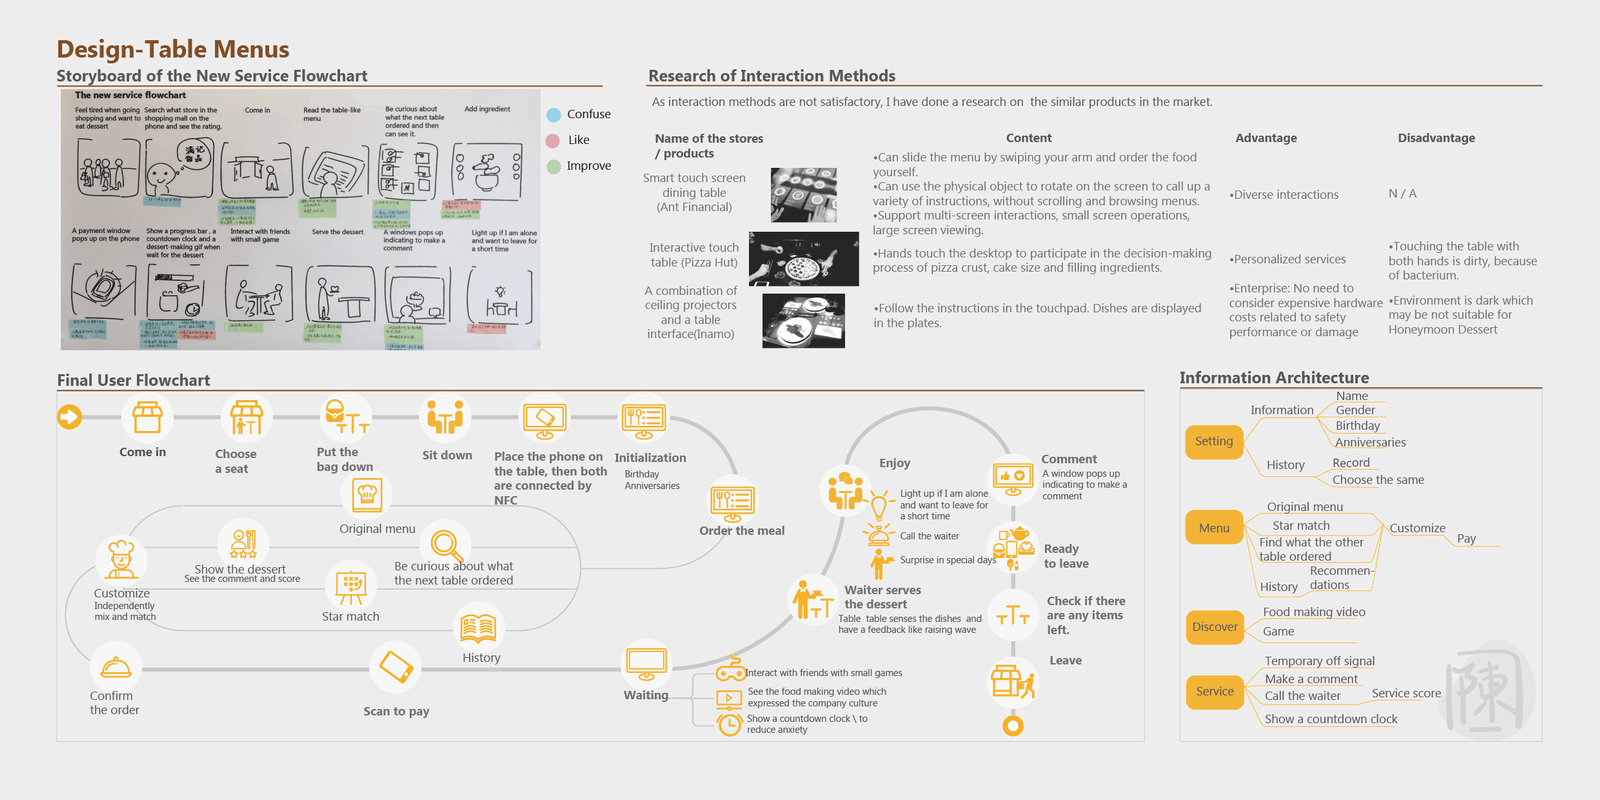 Design-Table Menus
Storyboard of the New Service Flowchart
The new service flowchart
Feel tired when going
shopping and want to
eat dessert
Search what store in the
shopping mall on the
phone and see the rating.
Come in
Read the table-like
menu
Be curious about
what the next table
ordered and then
can see it.
Add ingredient
满记
甜品
A payment window
pops up on the phone
Show a progress bar , a
countdown clock and a
dessert-making gif when
wait for the dessert
Interact with friends
with small game
Serve the dessert
A windows pops up
indicating to make a
comment
Light up if I am alone
and want to leave for
a short time
Confuse
Like
Improve
Research of Interaction Methods
As interaction methods are not satisfactory, I have done a research on the similar products in the market.
Name of the stores
/ products
Content
Advantage
Disadvantage
Smart touch screen
dining table
(Ant Financial)
•Can slide the menu by swiping your arm and order the food
yourself.
•Can use the physical object to rotate on the screen to call up a
variety of instructions, without scrolling and browsing menus.
•Support multi-screen interactions, small screen operations,
large screen viewing.
•Diverse interactions
N / A
Interactive touch
table (Pizza Hut)
•Hands touch the desktop to participate in the decision-making
process of pizza crust, cake size and filling ingredients.
•Personalized services
•Touching the table with
both hands is dirty, because
of bacterium.
A combination of
ceiling projectors
and a table
interface(Inamo)
•Follow the instructions in the touchpad. Dishes are displayed
in the plates.
•Enterprise: No need to
consider expensive hardware
costs related to safety
performance or damage
•Environment is dark which
may be not suitable for
Honeymoon Dessert
Final User Flowchart
Come in
Choose
a seat
Put the
bag down
Sit down
Place the phone on
the table, then both
are connected by
NFC
Initialization
Birthday
Anniversaries
Order the meal
Original menu
Show the dessert
See the comment and score
Be curious about what
the next table ordered
Star match
History
Customize
Independently
mix and match
Confirm
the order
Scan to pay
Waiting
Interact with friends with small games
See the food making video which
expressed the company culture
Show a countdown clock \ to
reduce anxiety
Waiter serves
the dessert
Table table senses the dishes and
have a feedback like raising wave
Enjoy
Light up if I am alone
and want to leave for
a short time
Call the waiter
Surprise in special days
Comment
A window pops up
indicating to make a
comment
Ready
to leave
Check if there
are any items
left.
Leave
Information Architecture
Setting
Information
Name
Gender
Birthday
Anniversaries
History
Record
Choose the same
Menu
Original menu
Star match
Find what the other
table ordered
History
Recommen-
dations
Customize
Pay
Discover
Food making video
Game
Service
Temporary off signal
Make a comment
Call the waiter
Service score
Show a countdown clock
陳